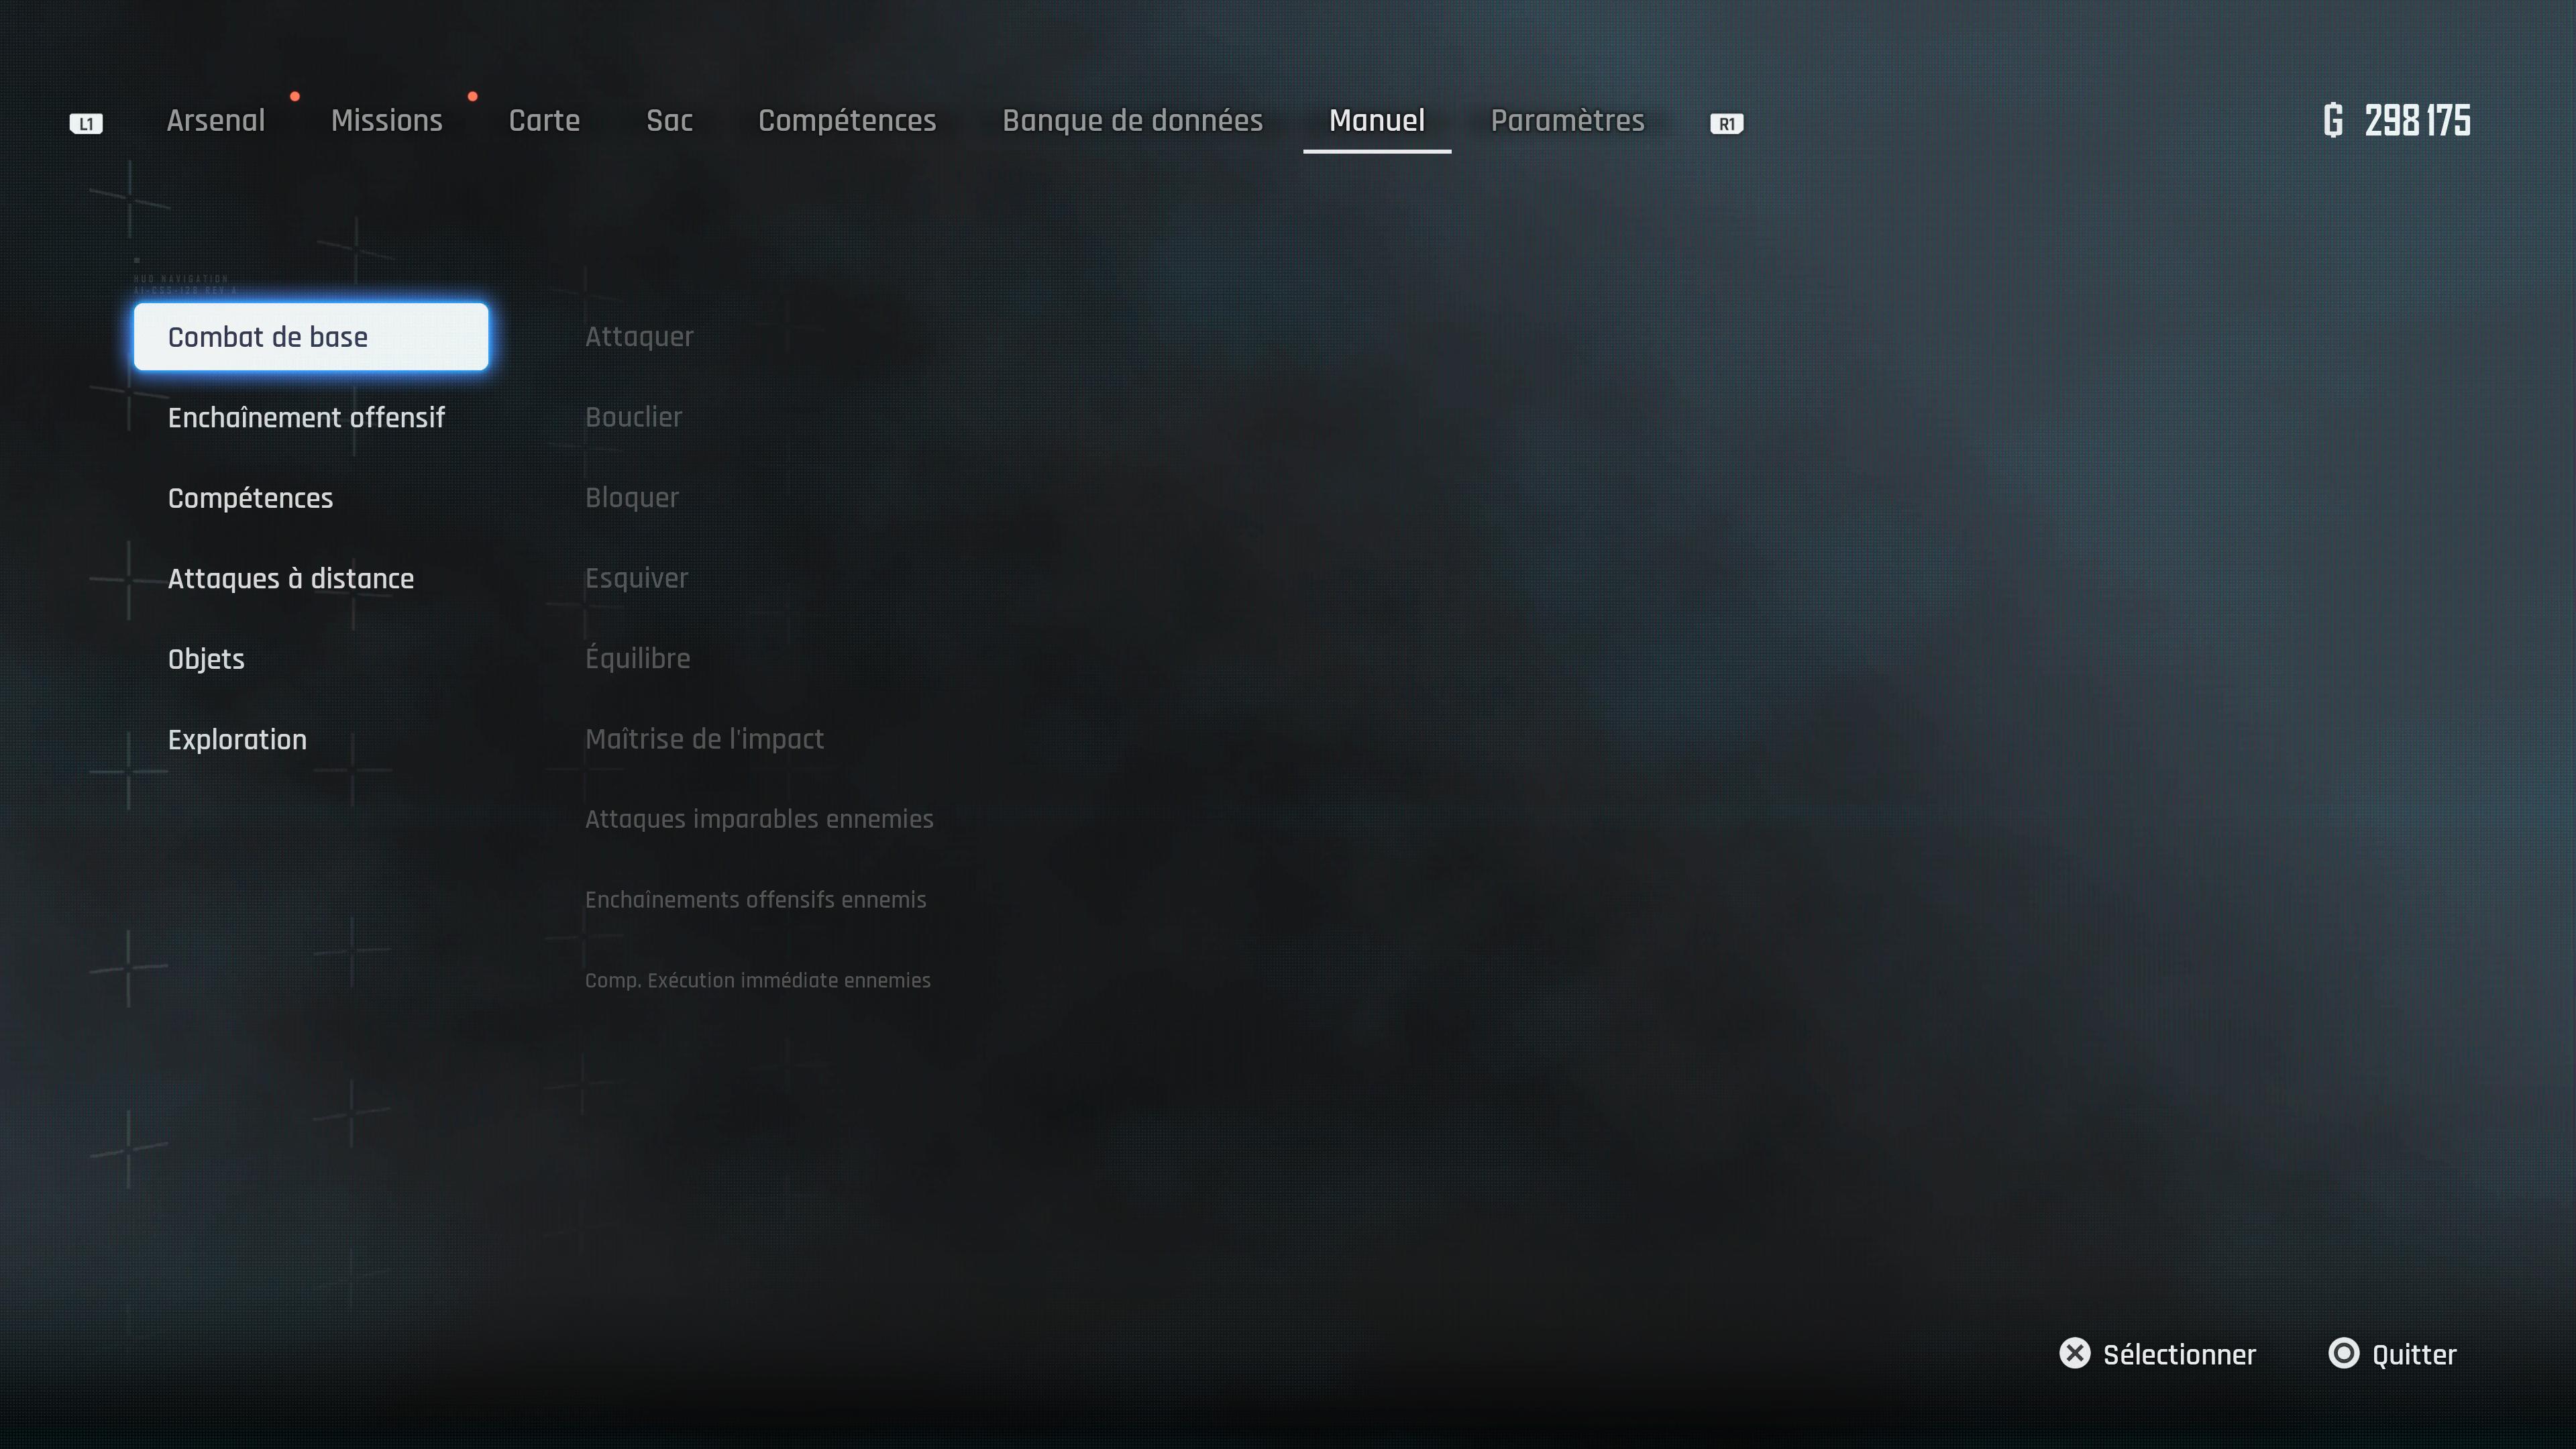 L1 Arsenal Missions Carte Sac Compétences Banque de données Manuel Paramètres R1 G 298 175
HUD NAVIGATION
Combat de base
Enchaînement offensif
Compétences
Attaques à distance
Objets
Exploration
Attaquer
Bouclier
Bloquer
Esquiver
Équilibre
Maîtrise de l'impact
Attaques imparables ennemies
Enchaînements offensifs ennemis
Comp. Exécution immédiate ennemies
Sélectionner Quitter